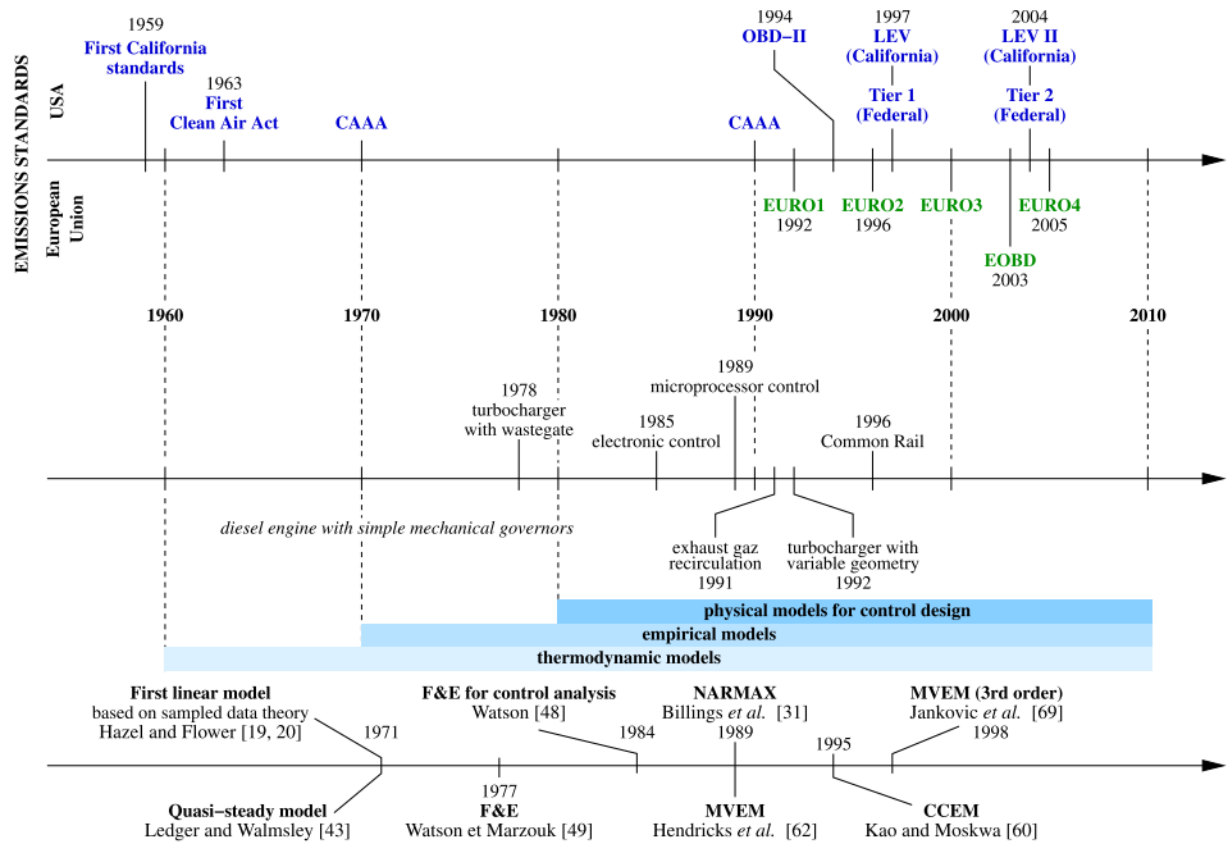 EMISSIONS STANDARDS
USA
European
Union
1959
First California
standards
1963
First
Clean Air Act
CAAA
CAAA
1994
OBD−II
1997
LEV
(California)
Tier 1
(Federal)
2004
LEV II
(California)
Tier 2
(Federal)
EURO1
1992
EURO2
1996
EURO3
EURO4
2005
EOBD
2003
1960
1970
1980
1990
2000
2010
1978
turbocharger
with wastegate
1985
electronic control
1989
microprocessor control
1996
Common Rail
diesel engine with simple mechanical governors
exhaust gaz
recirculation
1991
turbocharger with
variable geometry
1992
physical models for control design
empirical models
thermodynamic models
First linear model
based on sampled data theory
Hazel and Flower [19, 20]
1971
F&E for control analysis
Watson [48]
1984
NARMAX
Billings et al. [31]
1989
1995
MVEM (3rd order)
Jankovic et al. [69]
1998
Quasi−steady model
Ledger and Walmsley [43]
1977
F&E
Watson et Marzouk [49]
MVEM
Hendricks et al. [62]
CCEM
Kao and Moskwa [60]